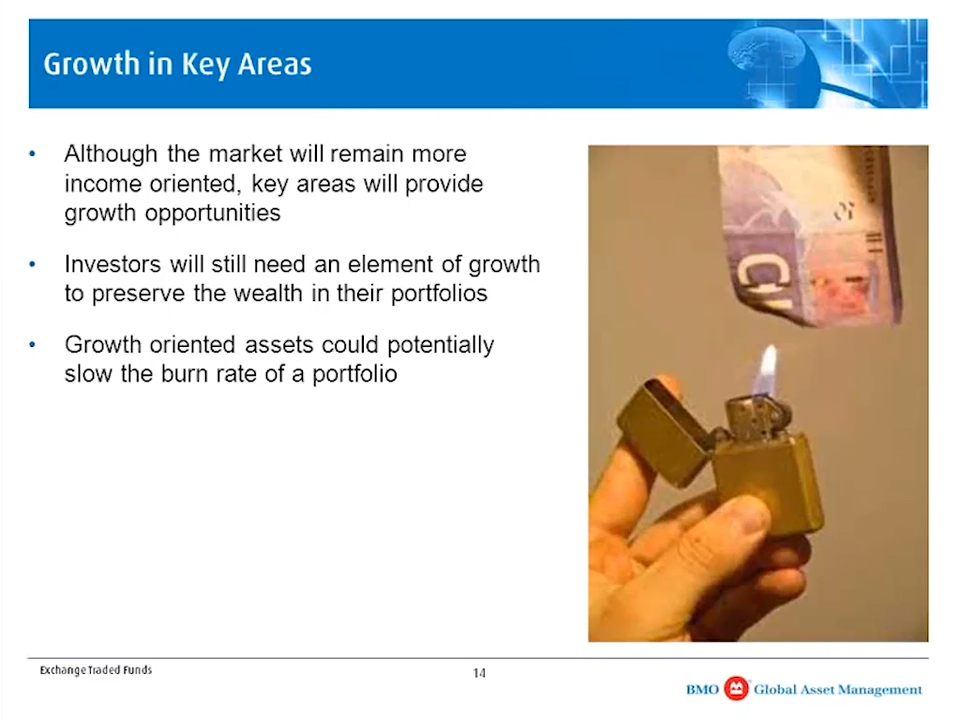 Growth in Key Areas
• Although the market will remain more
income oriented, key areas will provide
growth opportunities
• Investors will still need an element of growth
to preserve the wealth in their portfolios
• Growth oriented assets could potentially
slow the burn rate of a portfolio
Exchange Traded Funds
14
BMO Global Asset Management